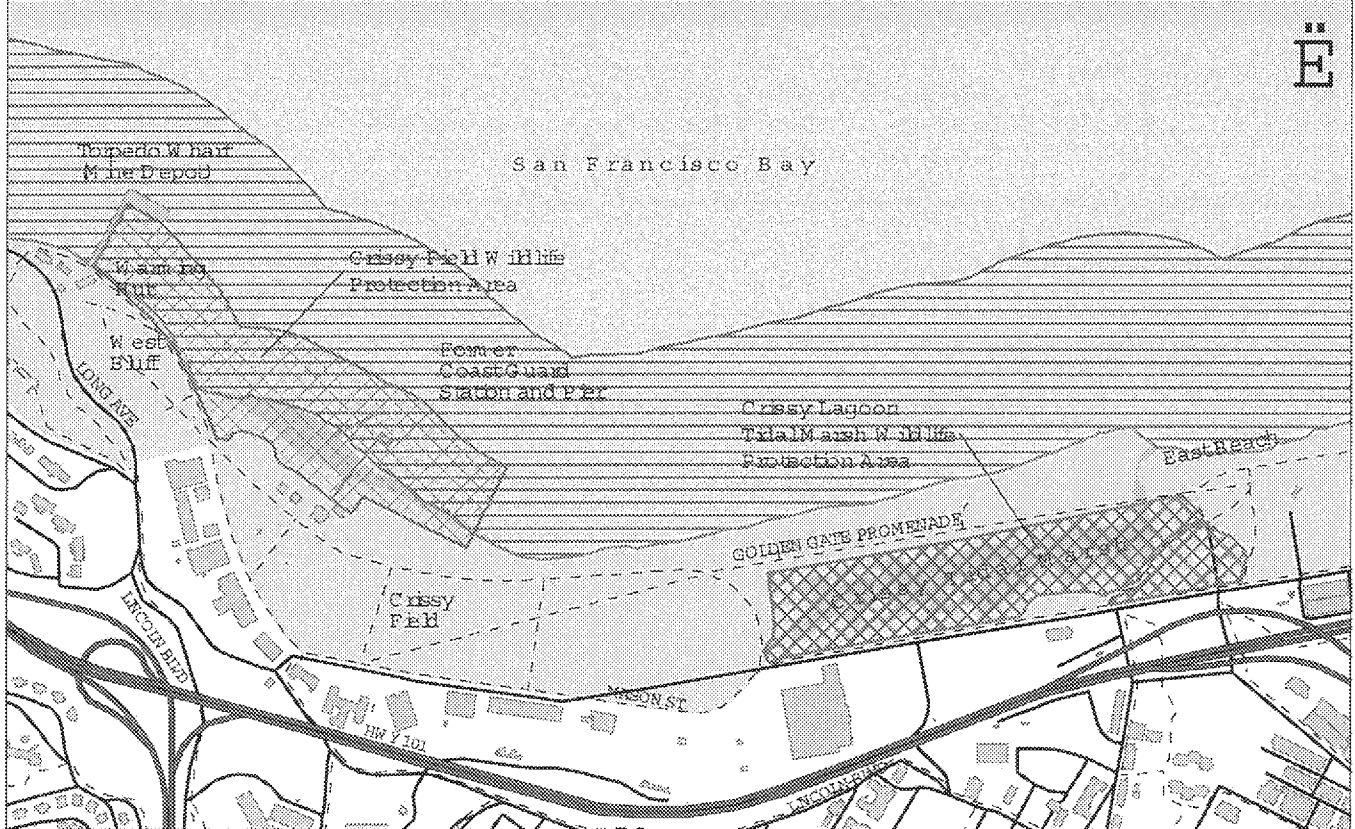 Ë
Torpedo Wharf
(Mine Depot)
San Francisco Bay
Warming
Hut
Crissy Field Wildlife
Protection Area
West
Bluff
Former
Coast Guard
Station and Pier
LONG AVE
Crissy Lagoon
Tidal Marsh Wildlife
Protection Area
East Beach
GOLDEN GATE PROMENADE
Crissy
Field
LINCOLN BLVD
MASON ST
HWY 101
LINCOLN BLVD